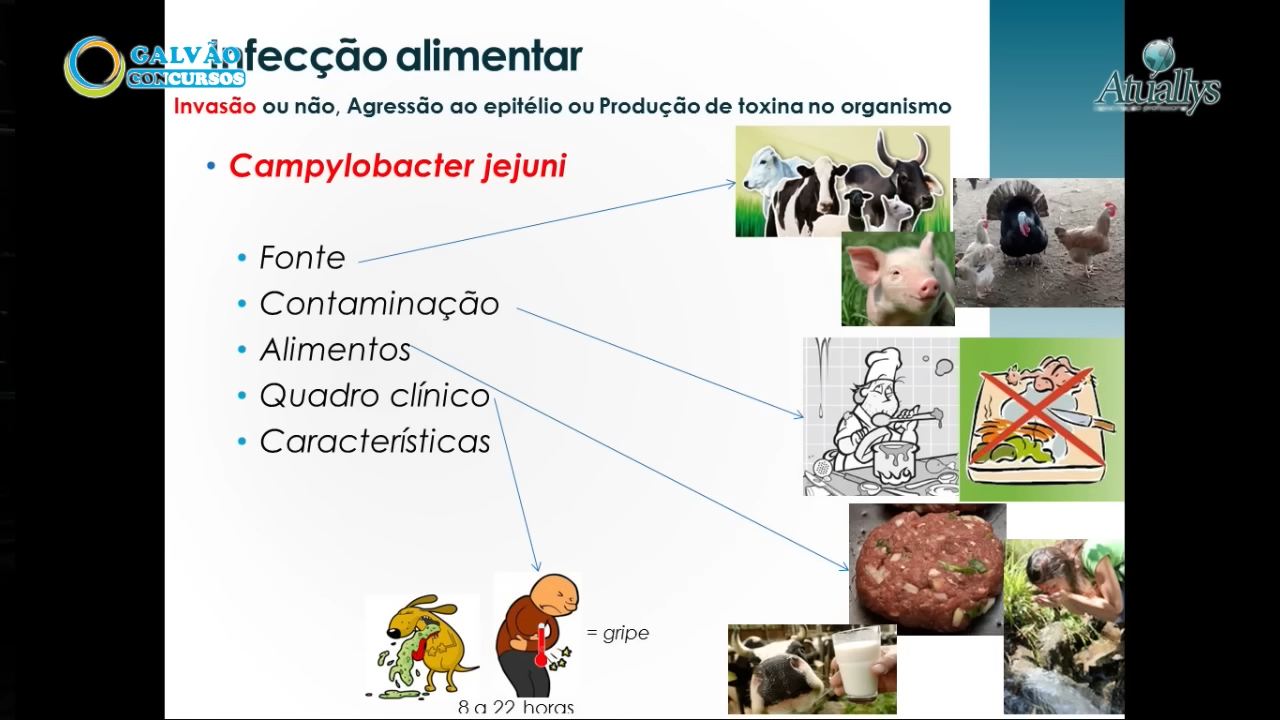 Infecção alimentar
GALVÃO
CONCURSOS
Atuallys
Invasão ou não, Agressão ao epitélio ou Produção de toxina no organismo
• Campylobacter jejuni
• Fonte
• Contaminação
• Alimentos
• Quadro clínico
• Características
= gripe
8 a 22 horas